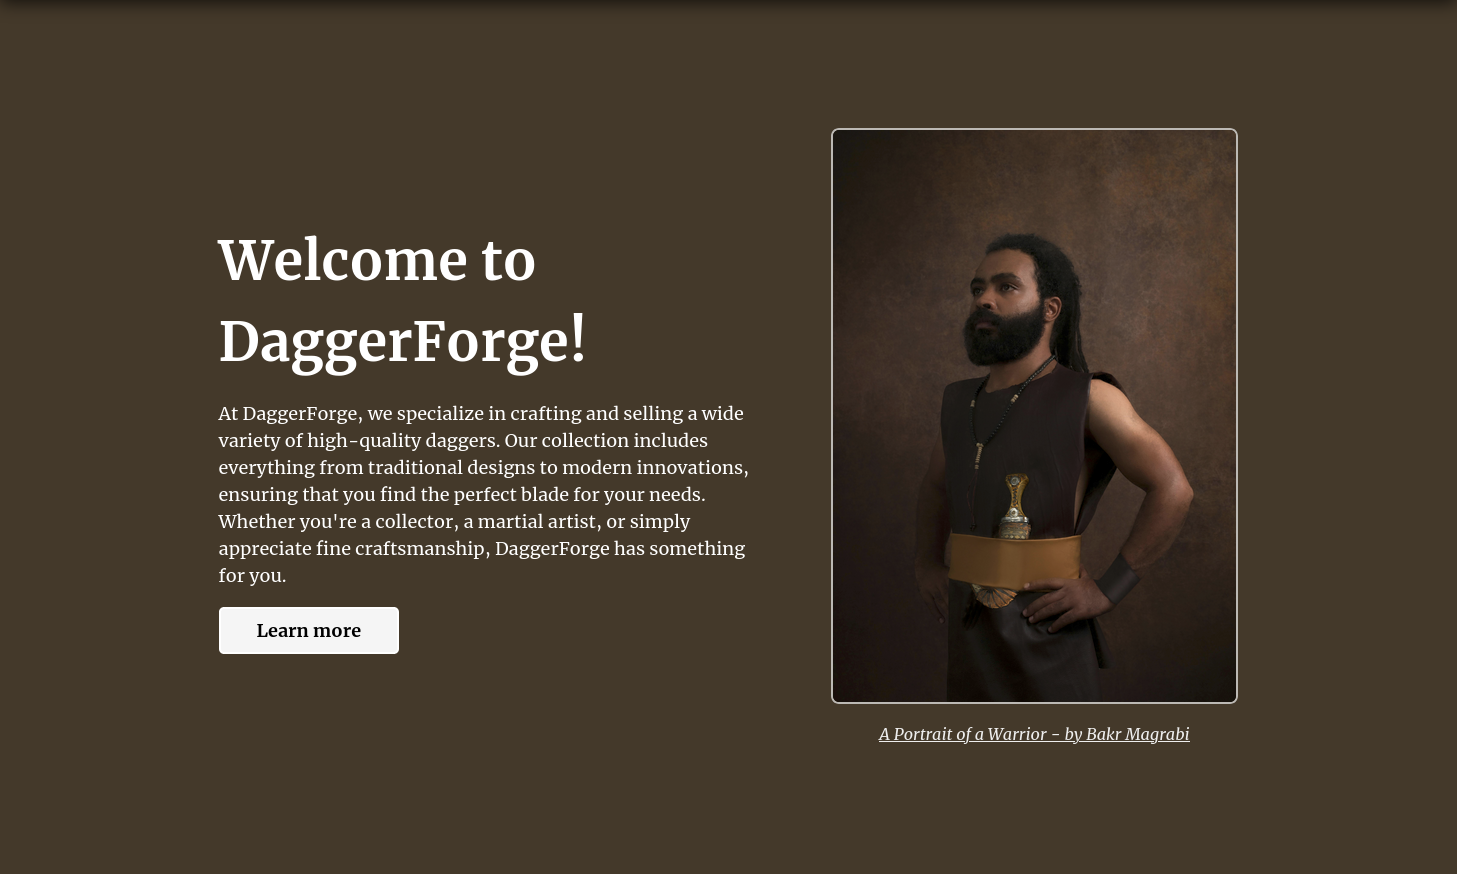 Welcome to
DaggerForge!
At DaggerForge, we specialize in crafting and selling a wide
variety of high-quality daggers. Our collection includes
everything from traditional designs to modern innovations,
ensuring that you find the perfect blade for your needs.
Whether you're a collector, a martial artist, or simply
appreciate fine craftsmanship, DaggerForge has something
for you.
Learn more
A Portrait of a Warrior - by Bakr Magrabi